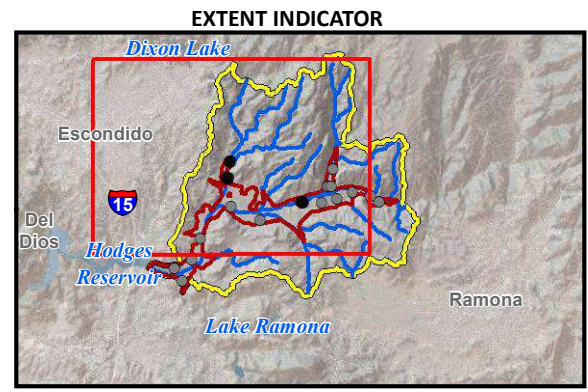 EXTENT INDICATOR
Dixon Lake
Escondido
15
Del
Dios
Hodges
Reservoir
Ramona
Lake Ramona